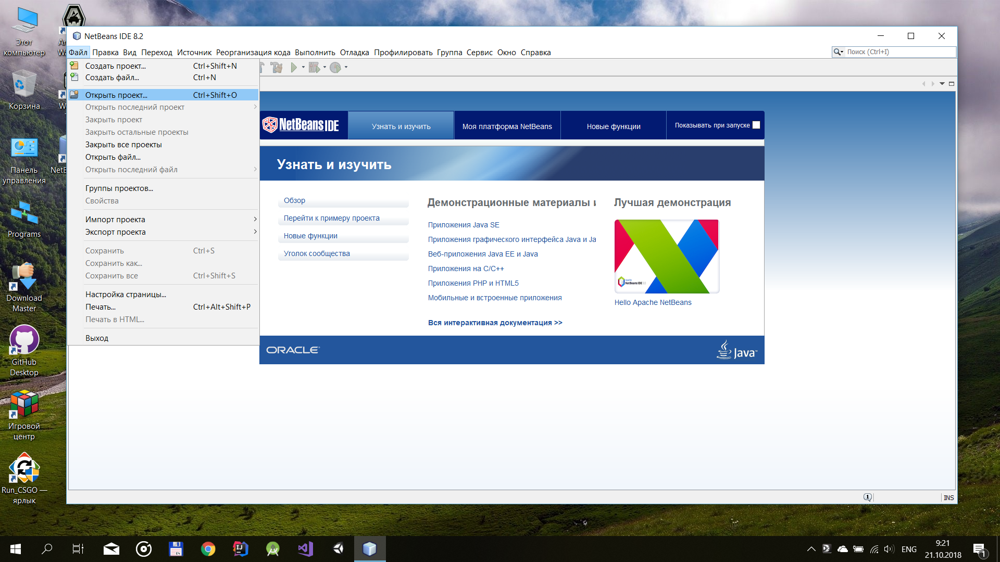 Этот
компьютер
Корзина
Панель
управления
Programs
Download
Master
GitHub
Desktop
Игровой
центр
Run_CSGO —
ярлык
NetBeans IDE 8.2
Файл Правка Вид Переход Источник Реорганизация кода Выполнить Отладка Профилировать Группа Сервис Окно Справка
Поиск (Ctrl+I)
Создать проект... Ctrl+Shift+N
Создать файл... Ctrl+N
Открыть проект... Ctrl+Shift+O
Открыть последний проект
Закрыть проект
Закрыть остальные проекты
Закрыть все проекты
Открыть файл...
Открыть последний файл
Группы проектов...
Свойства
Импорт проекта
Экспорт проекта
Сохранить Ctrl+S
Сохранить как...
Сохранить все Ctrl+Shift+S
Настройка страницы...
Печать... Ctrl+Alt+Shift+P
Печать в HTML...
Выход
NetBeans IDE
Узнать и изучить
Моя платформа NetBeans
Новые функции
Показывать при запуске
Узнать и изучить
Обзор
Перейти к примеру проекта
Новые функции
Уголок сообщества
Демонстрационные материалы и
Приложения Java SE
Приложения графического интерфейса Java и Ja
Веб-приложения Java EE и Java
Приложения на C/C++
Приложения PHP и HTML5
Мобильные и встроенные приложения
Вся интерактивная документация >>
Лучшая демонстрация
NetBeans IDE
Hello Apache NetBeans
ORACLE
Java
1
INS
64
IJ
ENG
9:21
21.10.2018
1